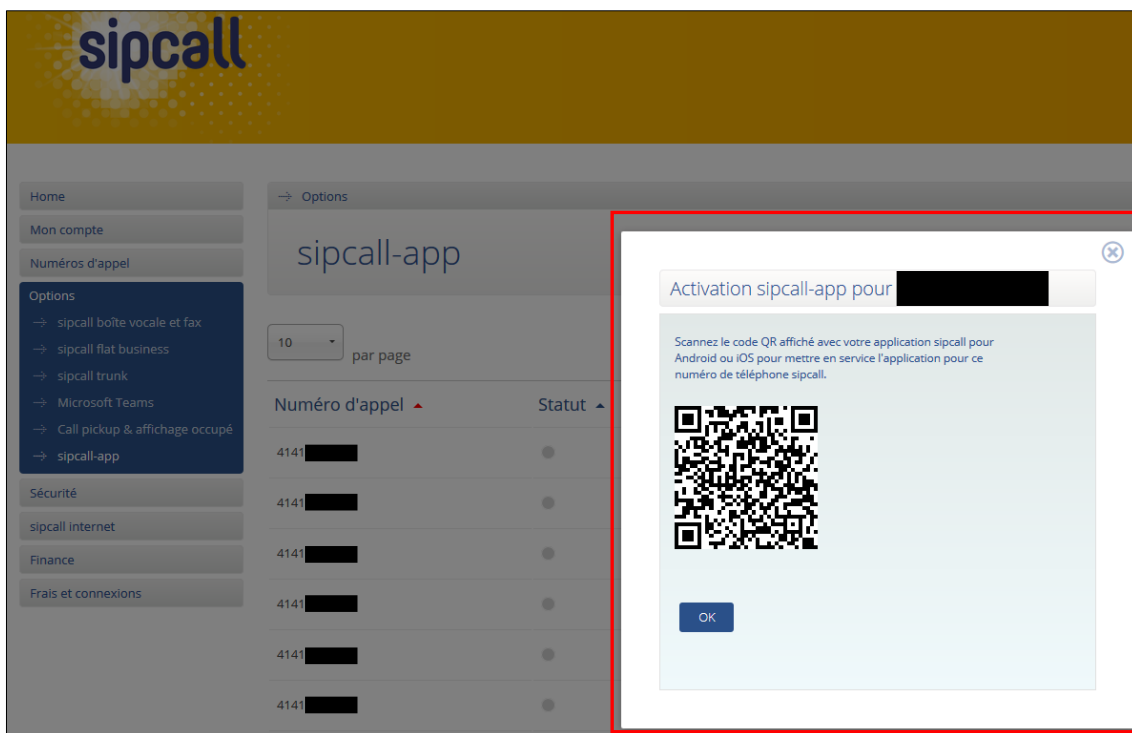 sipcall
Home
Mon compte
Numéros d'appel
Options
→ sipcall boîte vocale et fax
→ sipcall flat business
→ sipcall trunk
→ Microsoft Teams
→ Call pickup & affichage occupé
→ sipcall-app
Sécurité
sipcall internet
Finance
Frais et connexions
→ Options
sipcall-app
10
par page
Numéro d'appel
Statut
4141
4141
4141
4141
4141
4141
Activation sipcall-app pour
Scannez le code QR affiché avec votre application sipcall pour
Android ou iOS pour mettre en service l'application pour ce
numéro de téléphone sipcall.
OK